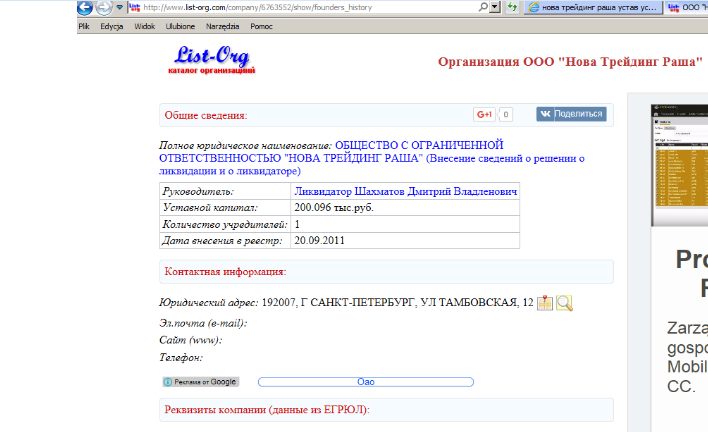 http://www.list-org.com/company/6763552/show/founders_history
нова трейдинг раша устав ус...
ООО "Н
Plik Edycja Widok Ulubione Narzędzia Pomoc
List-Org
каталог организаций
Организация ООО "Нова Трейдинг Раша"
Общие сведения:
G+1 0
Поделиться
Полное юридическое наименование: ОБЩЕСТВО С ОГРАНИЧЕННОЙ
ОТВЕТСТВЕННОСТЬЮ "НОВА ТРЕЙДИНГ РАША" (Внесение сведений о решении о
ликвидации и о ликвидаторе)
Руководитель: Ликвидатор Шахматов Дмитрий Владленович
Уставной капитал: 200.096 тыс.руб.
Количество учредителей: 1
Дата внесения в реестр: 20.09.2011
Контактная информация:
Юридический адрес: 192007, Г САНКТ-ПЕТЕРБУРГ, УЛ ТАМБОВСКАЯ, 12
Эл.почта (e-mail):
Сайт (www):
Телефон:
Реклама от Google
Оао
Реквизиты компании (данные из ЕГРЮЛ):
Pro
F
Zarzą
gospo
Mobil
CC.